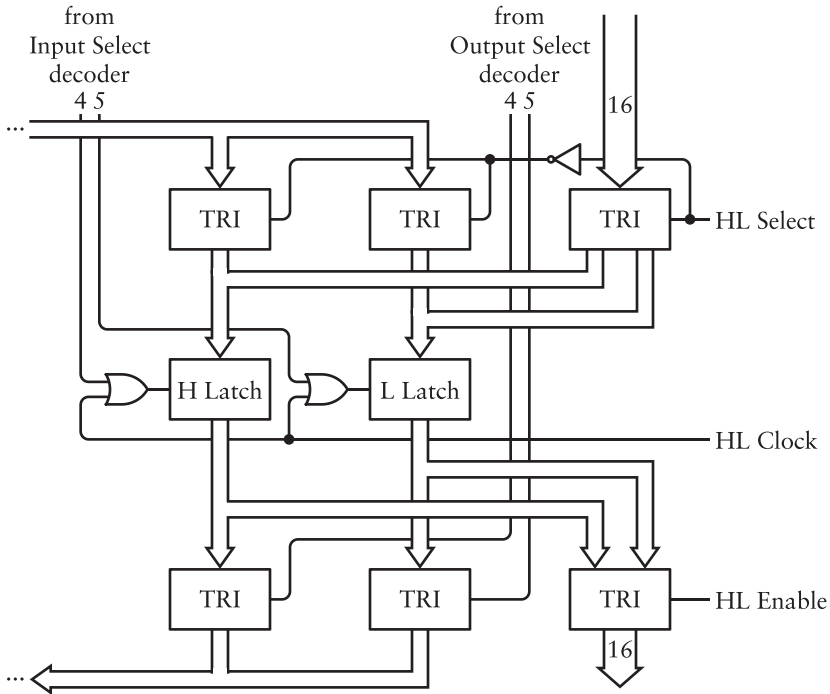 from
Input Select
decoder
4 5
from
Output Select
decoder
4 5
16
...
TRI
TRI
TRI
HL Select
H Latch
L Latch
HL Clock
TRI
TRI
TRI
HL Enable
16
...